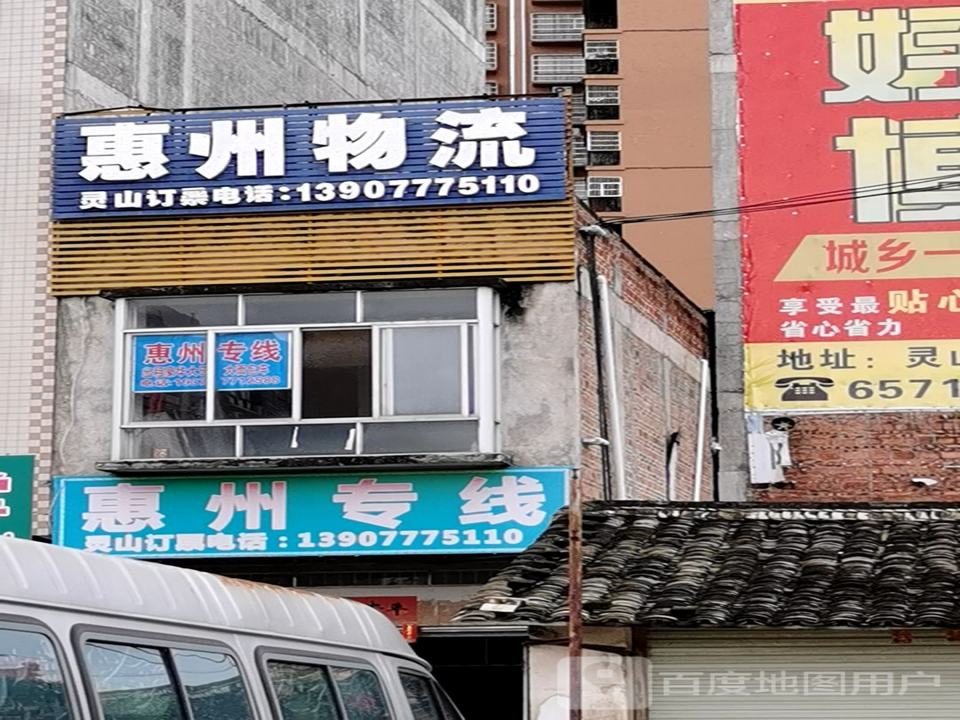 惠州物流
灵山订票电话:13907775110
惠州专线
惠州专线
灵山订票电话:13907775110
城乡一
享受最贴心
省心省力
地址：灵山
6571
百度地图用户